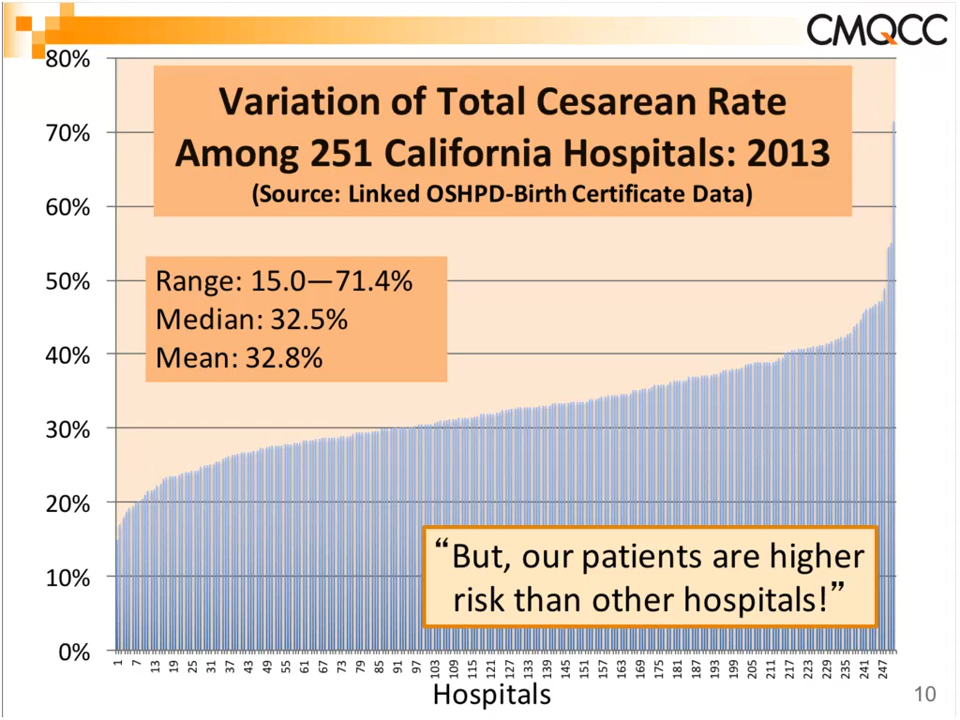 CMQCC
Variation of Total Cesarean Rate
Among 251 California Hospitals: 2013
(Source: Linked OSHPD-Birth Certificate Data)
80%
70%
60%
50%
40%
30%
20%
10%
0%
Range: 15.0—71.4%
Median: 32.5%
Mean: 32.8%
“But, our patients are higher
risk than other hospitals!”
1 7 13 19 25 31 37 43 49 55 61 67 73 79 85 91 97 103 109 115 121 127 133 139 145 151 157 163 169 175 181 187 193 199 205 211 217 223 229 235 241 247
Hospitals
10